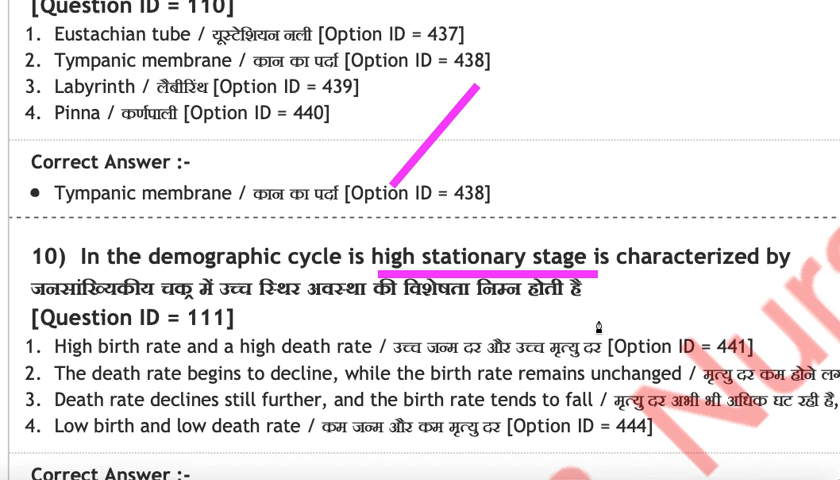 [Question ID = 110]
1. Eustachian tube / यूस्टेशियन नली [Option ID = 437]
2. Tympanic membrane / कान का पर्दा [Option ID = 438]
3. Labyrinth / लैबीरिंथ [Option ID = 439]
4. Pinna / कर्णपाली [Option ID = 440]
Correct Answer :-
• Tympanic membrane / कान का पर्दा [Option ID = 438]
10) In the demographic cycle is high stationary stage is characterized by
जनसांख्यिकीय चक्र में उच्च स्थिर अवस्था की विशेषता निम्न होती है
[Question ID = 111]
1. High birth rate and a high death rate / उच्च जन्म दर और उच्च मृत्यु दर [Option ID = 441]
2. The death rate begins to decline, while the birth rate remains unchanged / मृत्यु दर कम होने
3. Death rate declines still further, and the birth rate tends to fall / मृत्यु दर अभी भी अधिक घट रही है,
4. Low birth and low death rate / कम जन्म और कम मृत्यु दर [Option ID = 444]
Correct Answer :-